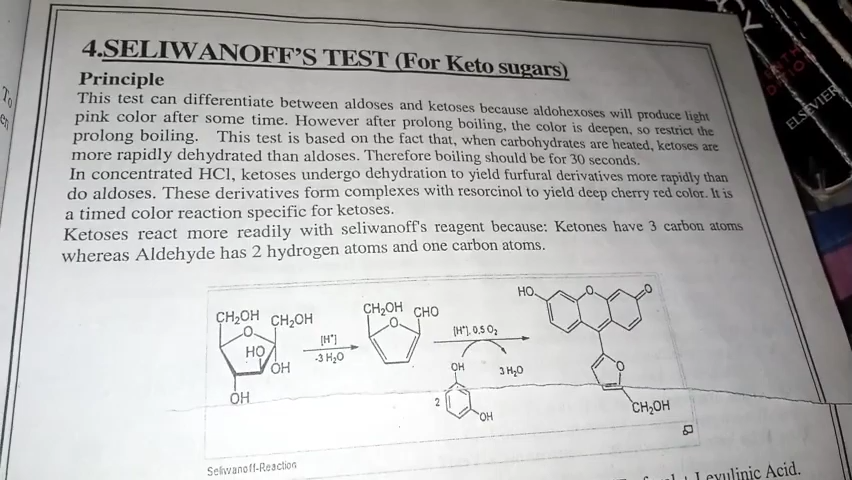 4.SELIWANOFF'S TEST (For Keto sugars)
Principle
This test can differentiate between aldoses and ketoses because aldohexoses will produce light
pink color after some time. However after prolong boiling, the color is deepen, so restrict the
prolong boiling. This test is based on the fact that, when carbohydrates are heated, ketoses are
more rapidly dehydrated than aldoses. Therefore boiling should be for 30 seconds.
In concentrated HCl, ketoses undergo dehydration to yield furfural derivatives more rapidly than
do aldoses. These derivatives form complexes with resorcinol to yield deep cherry red color. It is
a timed color reaction specific for ketoses.
Ketoses react more readily with seliwanoff's reagent because: Ketones have 3 carbon atoms
whereas Aldehyde has 2 hydrogen atoms and one carbon atoms.
CH₂OH CH₂OH
O
HO
OH
OH
[H⁺]
-3 H₂O
CH₂OH CHO
O
[H⁺], 0,5 O₂
OH
3 H₂O
2
OH
HO O O
O
CH₂OH
Seliwanoff-Reaction
Levulinic Acid.
To
en
ELSEVIER